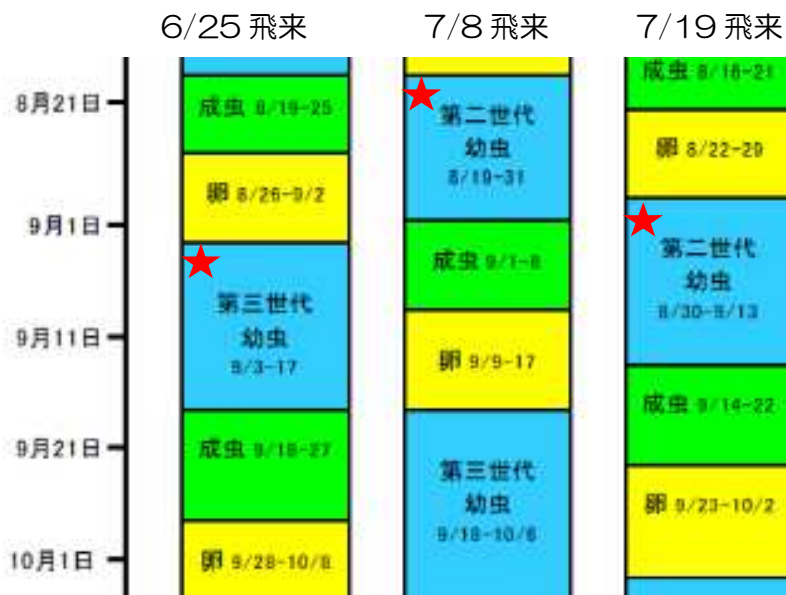 6/25飛来
7/8飛来
7/19飛来
8月21日
9月1日
9月11日
9月21日
10月1日
成虫 8/19-25
卵 8/26-9/2
第三世代
幼虫
9/3-17
成虫 9/18-27
卵 9/28-10/8
第二世代
幼虫
8/19-31
成虫 9/1-8
卵 9/9-17
第三世代
幼虫
9/18-10/6
成虫 8/16-21
卵 8/22-29
第二世代
幼虫
8/30-9/13
成虫 9/14-22
卵 9/23-10/2